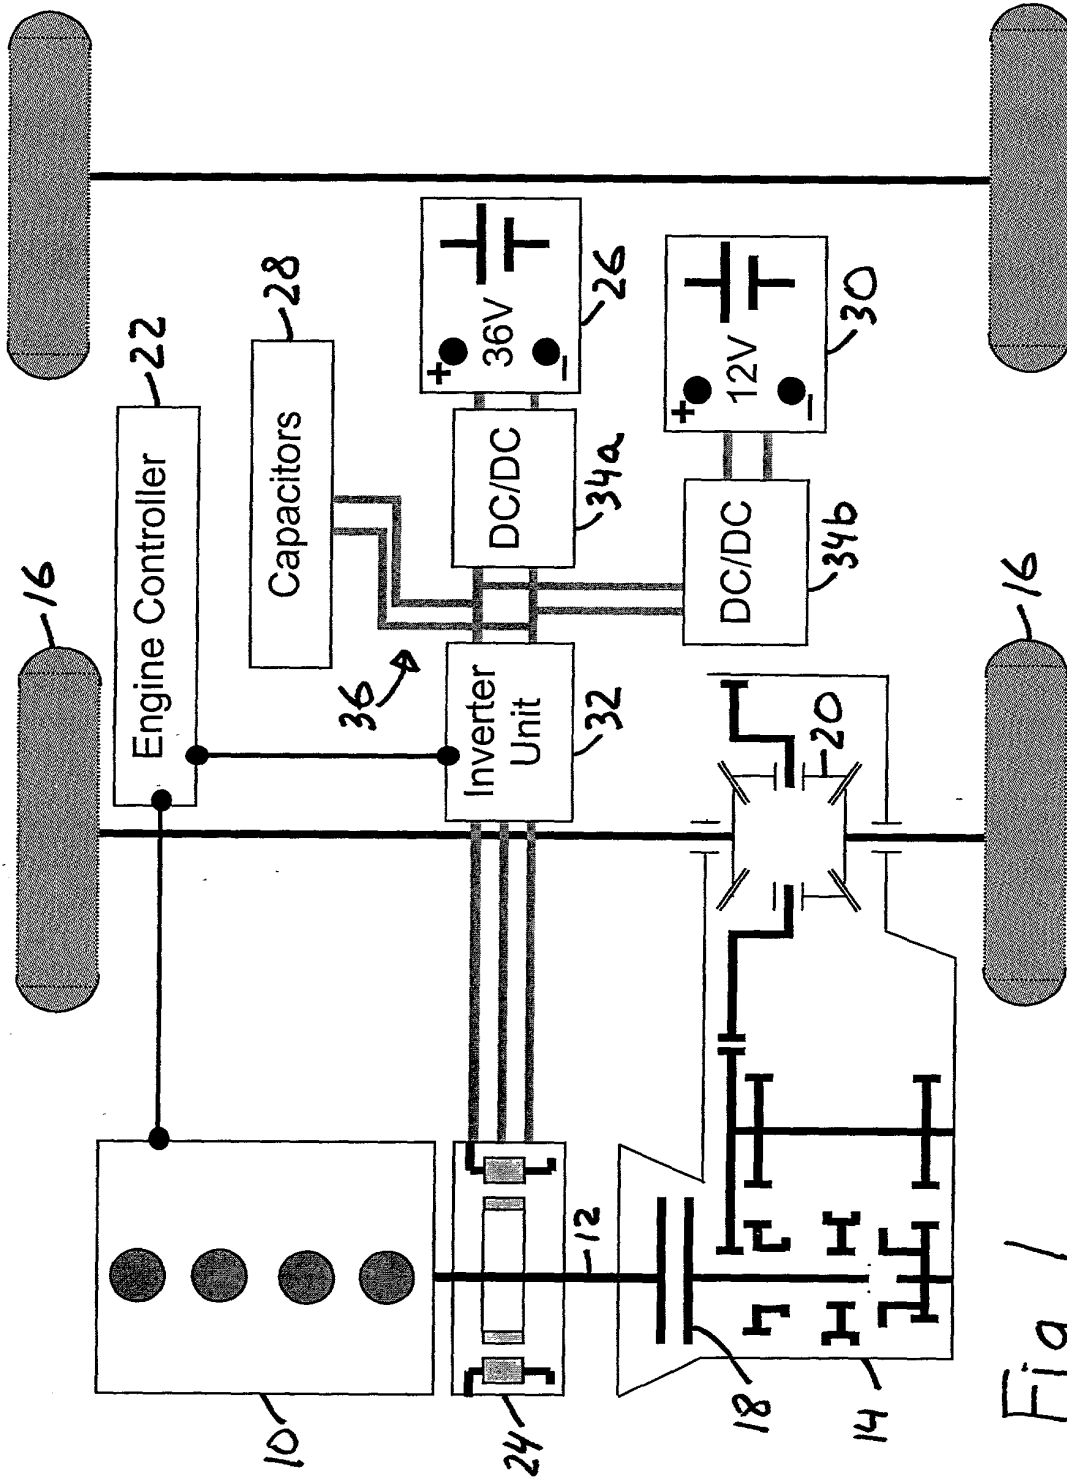 16
22
Engine Controller
28
Capacitors
36
Inverter
Unit
32
DC/DC
34a
+
36V
−
26
DC/DC
34b
+
12V
−
30
10
24
12
18
14
20
16
Fig 1